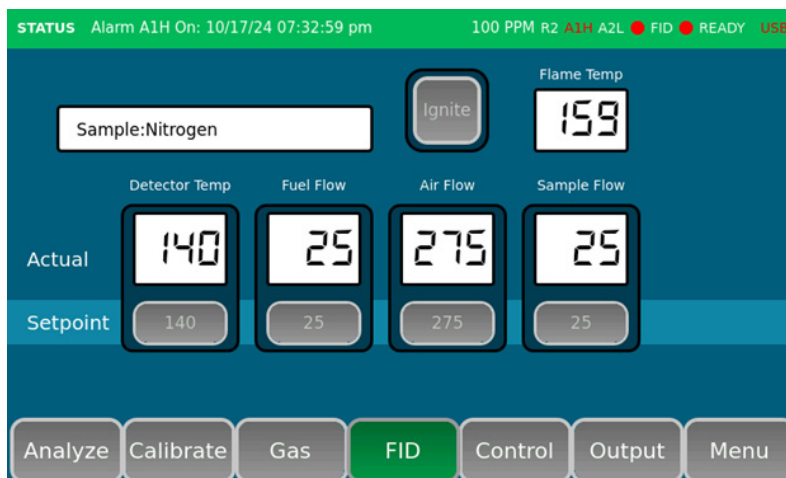 STATUS Alarm A1H On: 10/17/24 07:32:59 pm 100 PPM R2 A1H A2L FID READY USB
Flame Temp
Ignite
159
Sample:Nitrogen
Detector Temp Fuel Flow Air Flow Sample Flow
Actual 140 25 275 25
Setpoint 140 25 275 25
Analyze Calibrate Gas FID Control Output Menu